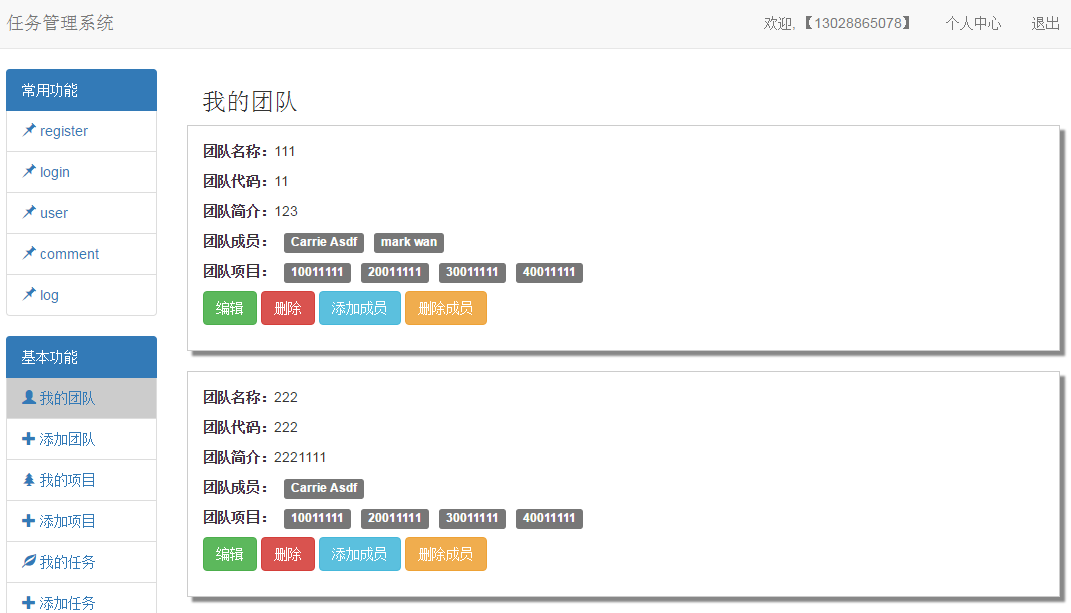 任务管理系统
欢迎,【13028865078】 个人中心 退出
常用功能
register
login
user
comment
log
基本功能
我的团队
添加团队
我的项目
添加项目
我的任务
添加任务
我的团队
团队名称：111
团队代码：11
团队简介：123
团队成员： Carrie Asdf mark wan
团队项目： 10011111 20011111 30011111 40011111
编辑 删除 添加成员 删除成员
团队名称：222
团队代码：222
团队简介：2221111
团队成员： Carrie Asdf
团队项目： 10011111 20011111 30011111 40011111
编辑 删除 添加成员 删除成员